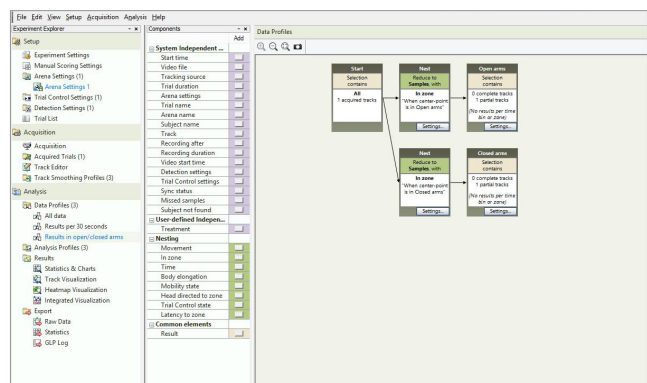 File Edit View Setup Acquisition Analysis Help
Experiment Explorer
Setup
Experiment Settings
Manual Scoring Settings
Arena Settings (1)
Arena Settings 1
Trial Control Settings (1)
Detection Settings (1)
Trial List
Acquisition
Acquisition
Acquired Trials (1)
Track Editor
Track Smoothing Profiles (3)
Analysis
Data Profiles (3)
All data
Results per 30 seconds
Results in open/closed arms
Analysis Profiles (3)
Results
Statistics & Charts
Track Visualization
Heatmap Visualization
Integrated Visualization
Export
Raw Data
Statistics
GLP Log
Components
Add
System Independent ...
Start time
Video file
Tracking source
Trial duration
Arena settings
Trial name
Arena name
Subject name
Track
Recording after
Recording duration
Video start time
Detection settings
Trial Control settings
Sync status
Missed samples
Subject not found
User-defined Indepen...
Treatment
Nesting
Movement
In zone
Time
Body elongation
Mobility state
Head directed to zone
Trial Control state
Latency to zone
Common elements
Result
Data Profiles
Start
Selection
contains
All
1 acquired tracks
Nest
Reduce to
Samples, with
In zone
"When center-point
is in Open arms"
Settings...
Open arms
Selection
contains
0 complete tracks
1 partial tracks
(No results per time
bin or zone)
Settings...
Nest
Reduce to
Samples, with
In zone
"When center-point
is in Closed arms"
Settings...
Closed arms
Selection
contains
0 complete tracks
1 partial tracks
(No results per time
bin or zone)
Settings...